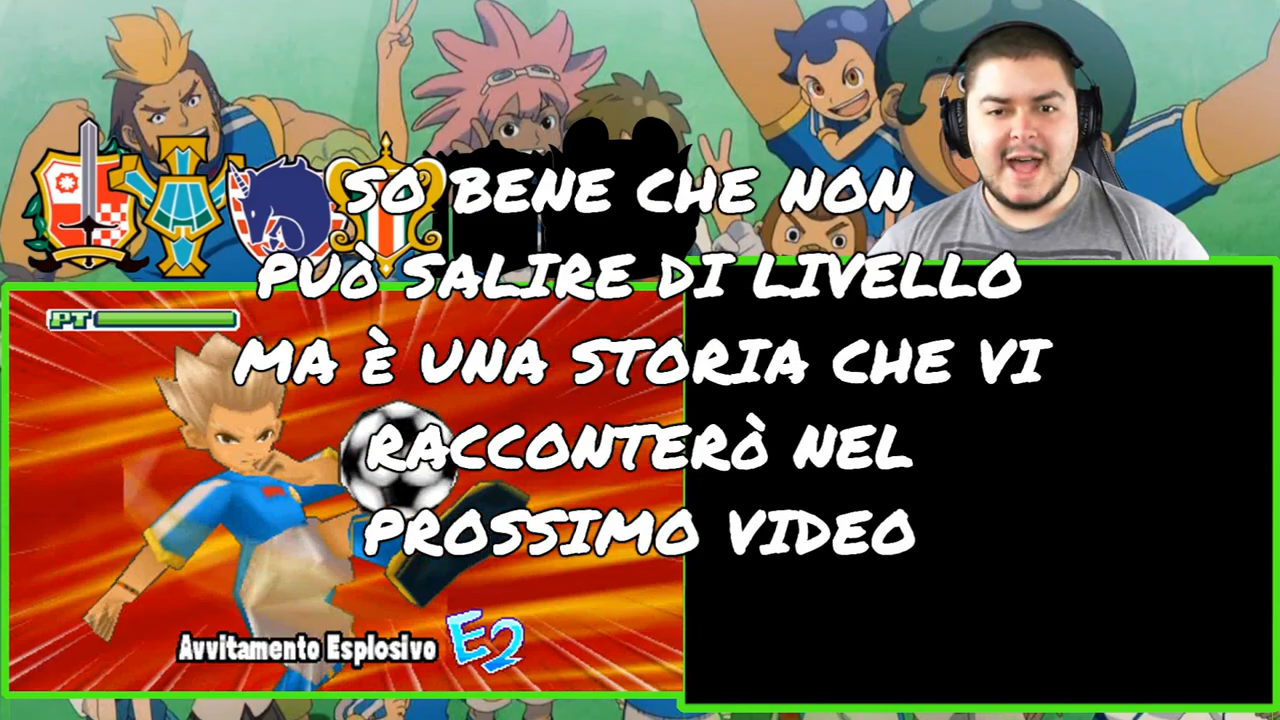 SO BENE CHE NON
PUÒ SALIRE DI LIVELLO
MA È UNA STORIA CHE VI
RACCONTERÒ NEL
PROSSIMO VIDEO
PT
Avvitamento Esplosivo E2